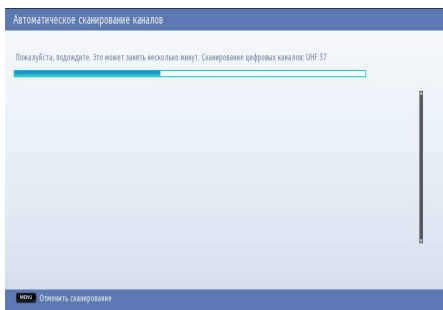 Автоматическое сканирование каналов
Пожалуйста, подождите. Это может занять несколько минут. Сканирование цифровых каналов: UHF 37
MENU Отменить сканирование